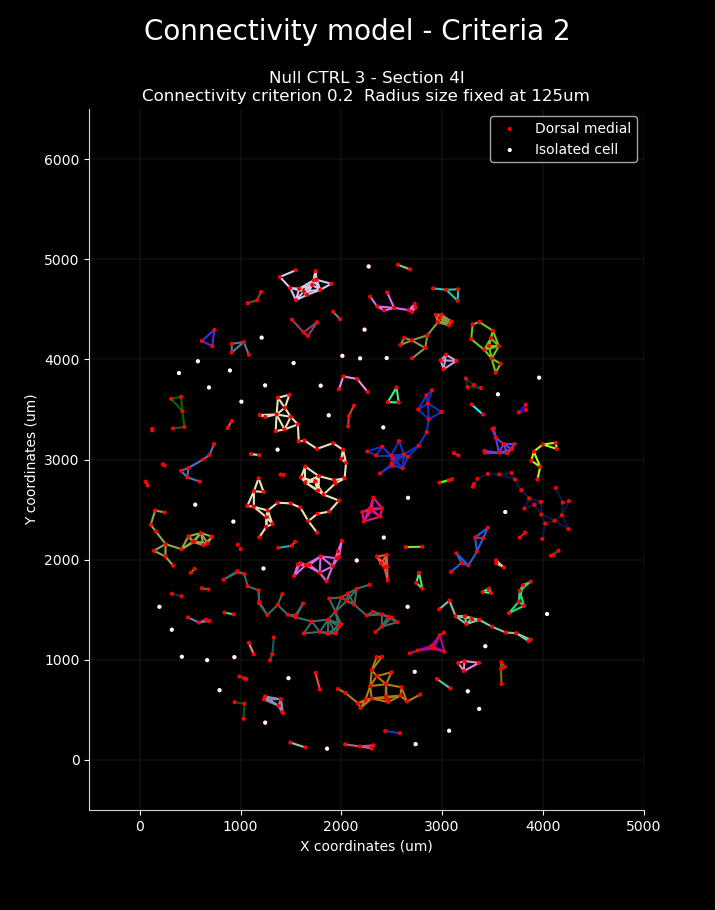 Connectivity model - Criteria 2
Null CTRL 3 - Section 4I
Connectivity criterion 0.2  Radius size fixed at 125um
Dorsal medial
Isolated cell
6000
5000
4000
3000
2000
1000
0
Y coordinates (um)
0 1000 2000 3000 4000 5000
X coordinates (um)